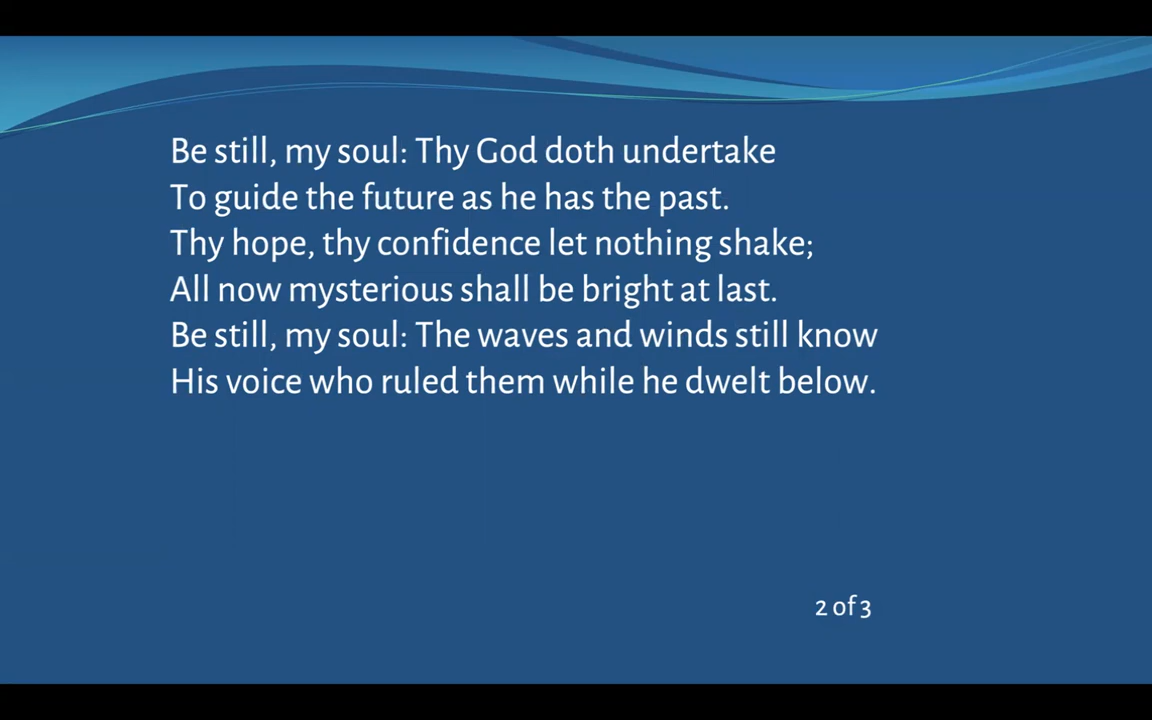 Be still, my soul: Thy God doth undertake
To guide the future as he has the past.
Thy hope, thy confidence let nothing shake;
All now mysterious shall be bright at last.
Be still, my soul: The waves and winds still know
His voice who ruled them while he dwelt below.
2 of 3